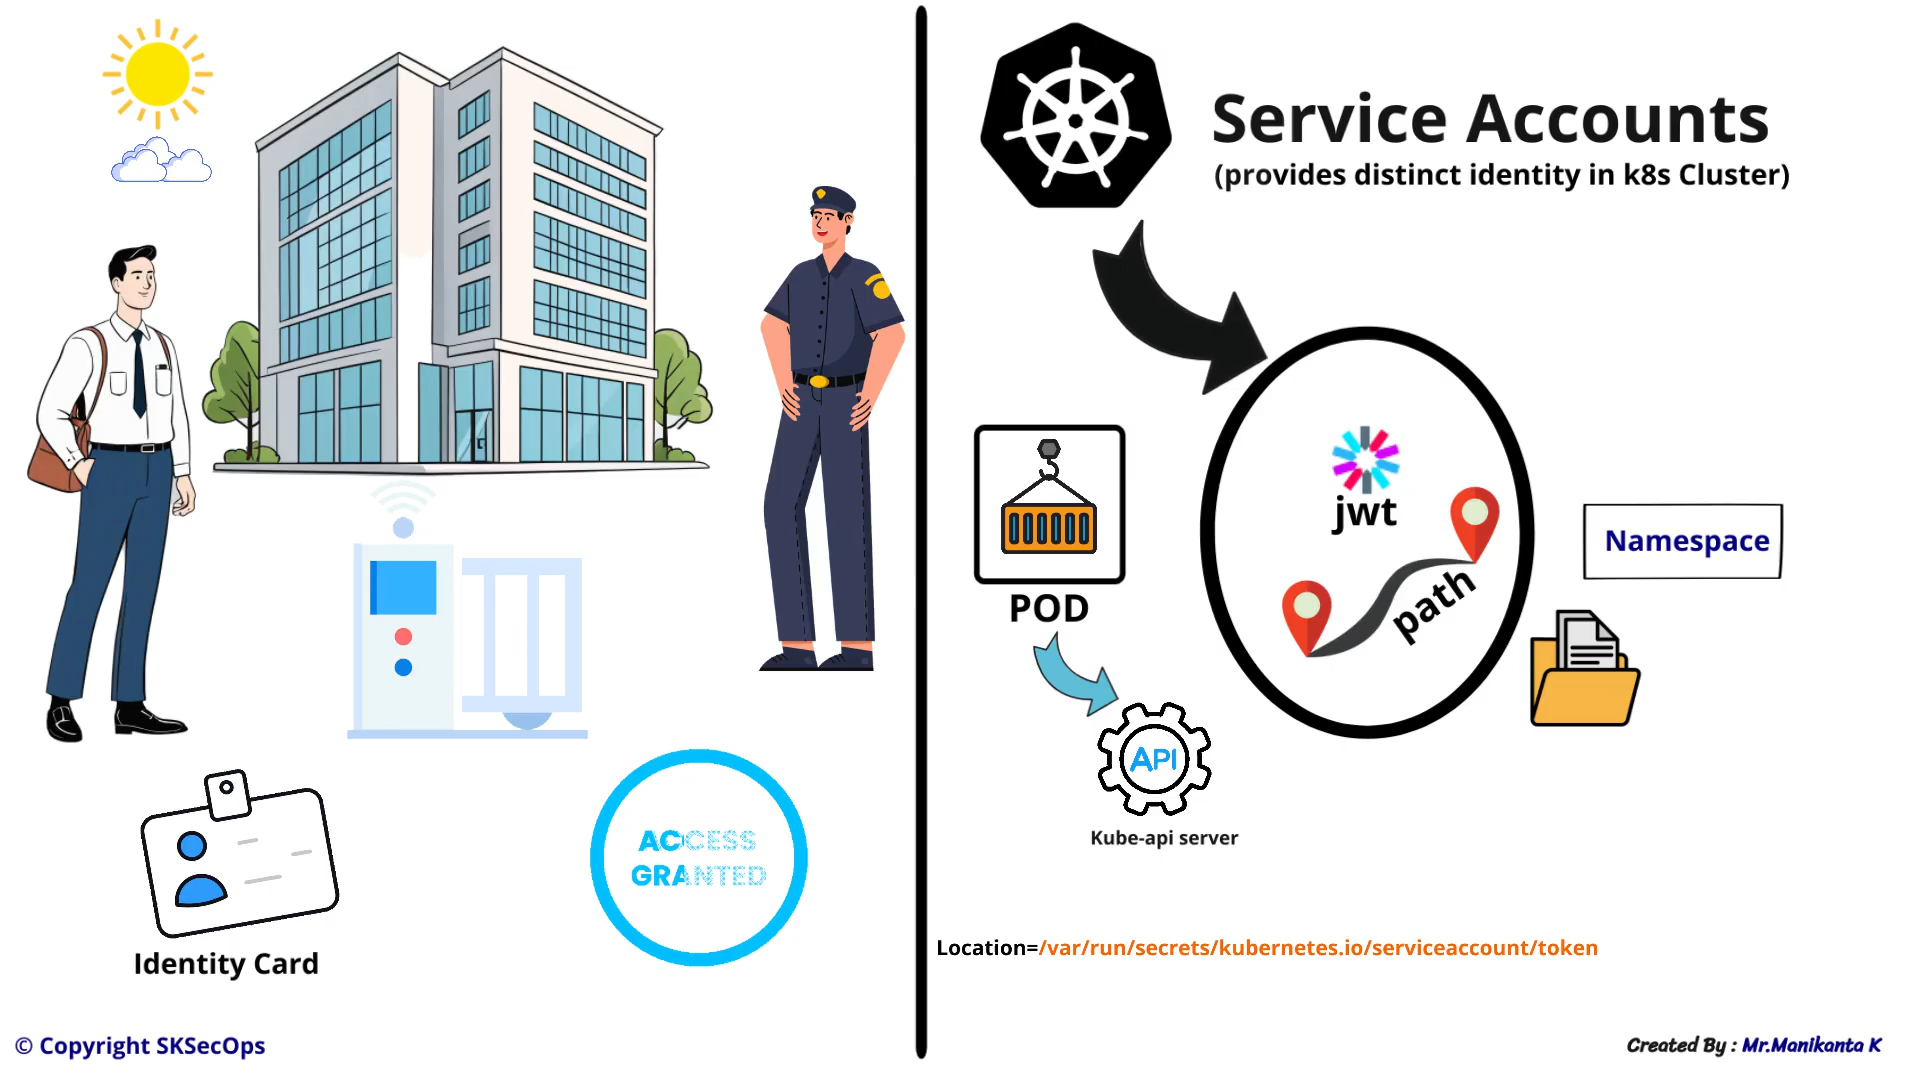 Service Accounts
(provides distinct identity in k8s Cluster)
jwt
path
Namespace
POD
API
Kube-api server
ACCESS
GRANTED
Identity Card
Location=/var/run/secrets/kubernetes.io/serviceaccount/token
© Copyright SKSecOps
Created By : Mr.Manikanta K